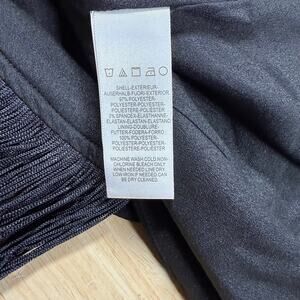 SHELL-EXTERIEUR-
AUSSERHALB-FUORI-EXTERIOR
97% POLYESTER-
POLYESTER-POLYESTER-
POLIESTERE-POLIESTER
3% SPANDEX-ELASTHANNE-
ELASTAN-ELASTAN-ELASTANO
LINING-DOUBLURE-
FUTTER-FODERA-FORRO
100% POLYESTER-
POLYESTER-POLYESTER-
POLIESTERE-POLIESTER
MACHINE WASH COLD NON-
CHLORINE BLEACH ONLY
WHEN NEEDED LINE DRY
LOW IRON IF NEEDED.CAN
BE DRY CLEANED.